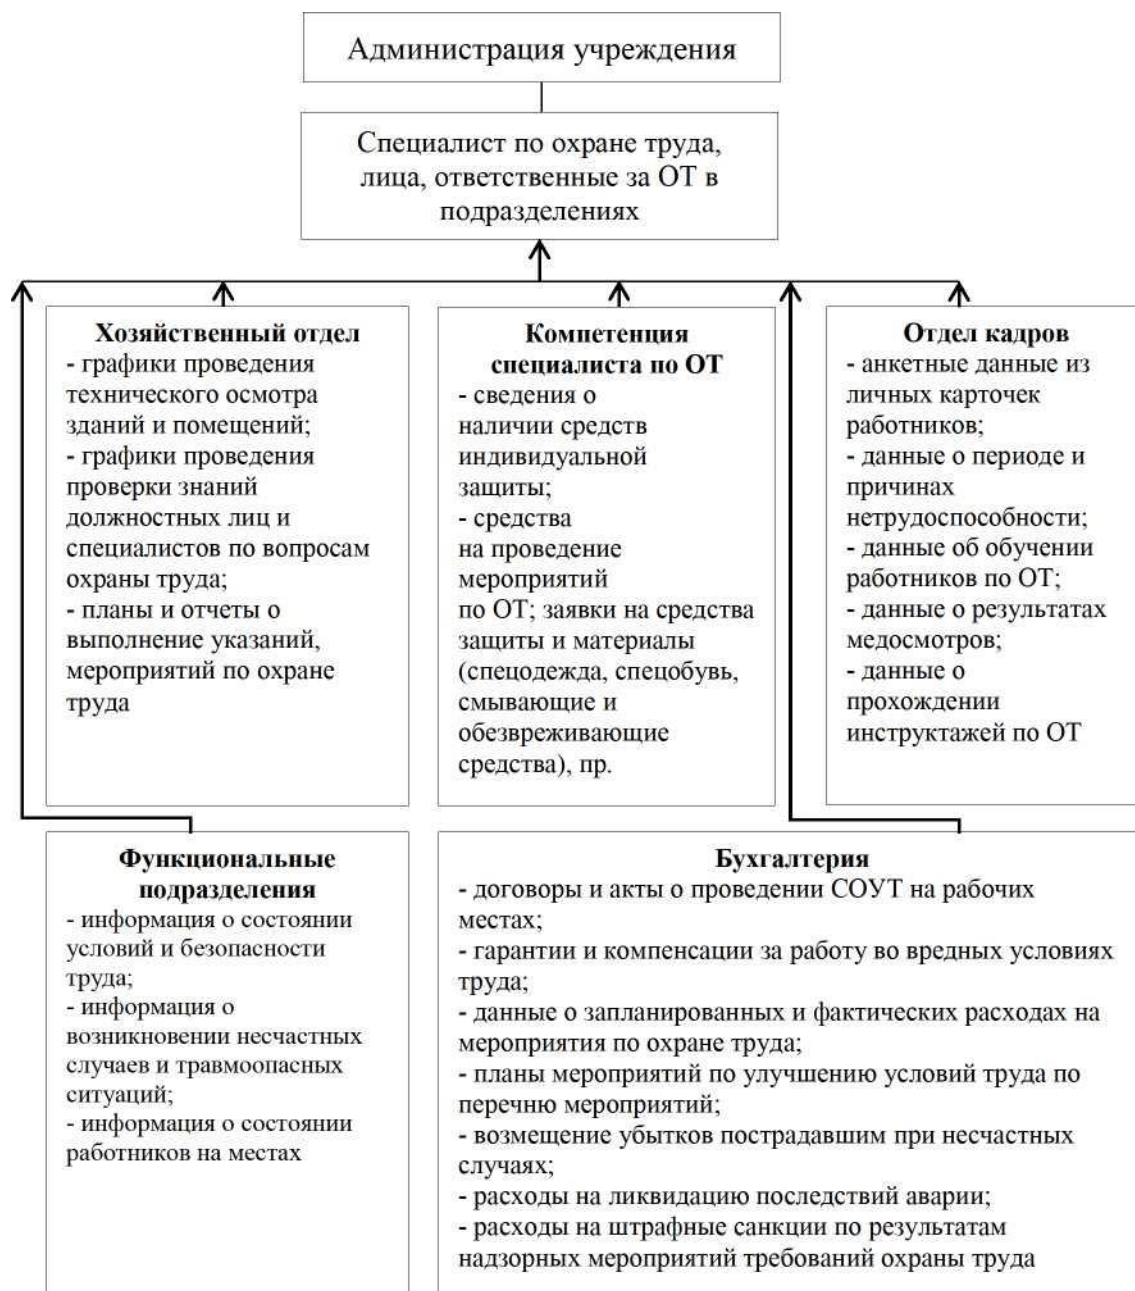 Администрация учреждения
Специалист по охране труда,
лица, ответственные за ОТ в
подразделениях
Хозяйственный отдел
- графики проведения
технического осмотра
зданий и помещений;
- графики проведения
проверки знаний
должностных лиц и
специалистов по вопросам
охраны труда;
- планы и отчеты о
выполнение указаний,
мероприятий по охране
труда
Компетенция
специалиста по ОТ
- сведения о
наличии средств
индивидуальной
защиты;
- средства
на проведение
мероприятий
по ОТ; заявки на средства
защиты и материалы
(спецодежда, спецобувь,
смывающие и
обезвреживающие
средства), пр.
Отдел кадров
- анкетные данные из
личных карточек
работников;
- данные о периоде и
причинах
нетрудоспособности;
- данные об обучении
работников по ОТ;
- данные о результатах
медосмотров;
- данные о
прохождении
инструктажей по ОТ
Функциональные
подразделения
- информация о состоянии
условий и безопасности
труда;
- информация о
возникновении несчастных
случаев и травмоопасных
ситуаций;
- информация о состоянии
работников на местах
Бухгалтерия
- договоры и акты о проведении СОУТ на рабочих
местах;
- гарантии и компенсации за работу во вредных условиях
труда;
- данные о запланированных и фактических расходах на
мероприятия по охране труда;
- планы мероприятий по улучшению условий труда по
перечню мероприятий;
- возмещение убытков пострадавшим при несчастных
случаях;
- расходы на ликвидацию последствий аварии;
- расходы на штрафные санкции по результатам
надзорных мероприятий требований охраны труда